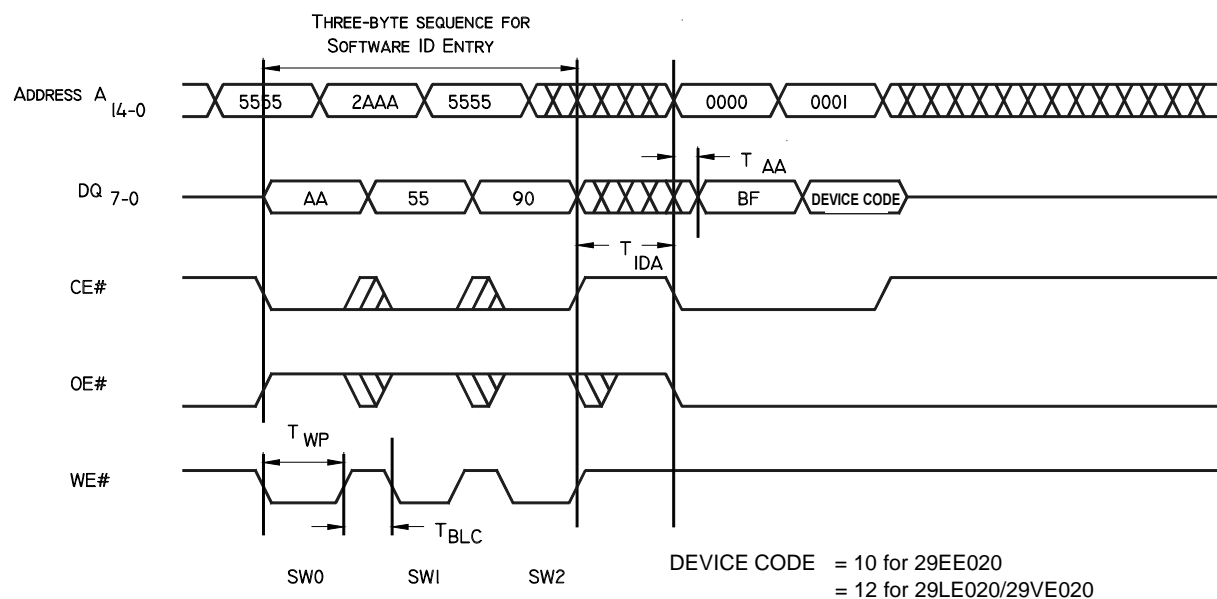 THREE-BYTE SEQUENCE FOR
SOFTWARE ID ENTRY
ADDRESS A 14-0
5555 2AAA 5555 0000 0001
T AA
DQ 7-0
AA 55 90 BF DEVICE CODE
T IDA
CE#
OE#
T WP
WE#
T BLC
SW0 SW1 SW2
DEVICE CODE = 10 for 29EE020
= 12 for 29LE020/29VE020